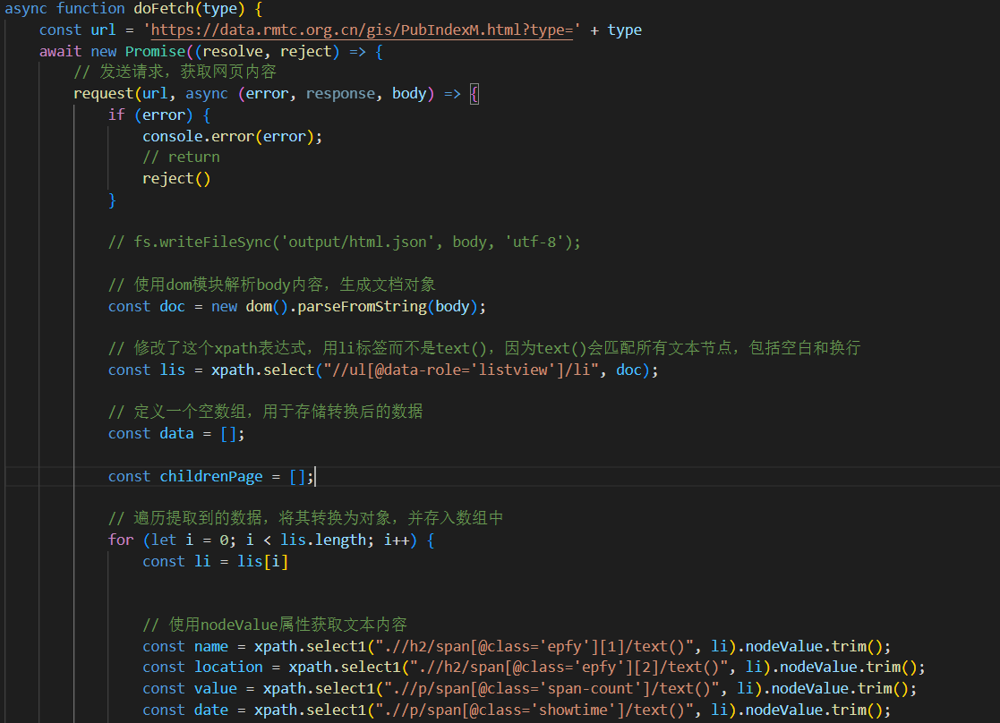 async function doFetch(type) {
const url = 'https://data.rmtc.org.cn/gis/PubIndexM.html?type=' + type
await new Promise((resolve, reject) => {
// 发送请求，获取网页内容
request(url, async (error, response, body) => {
if (error) {
console.error(error);
// return
reject()
}
// fs.writeFileSync('output/html.json', body, 'utf-8');
// 使用dom模块解析body内容，生成文档对象
const doc = new dom().parseFromString(body);
// 修改了这个xpath表达式，用li标签而不是text()，因为text()会匹配所有文本节点，包括空白和换行
const lis = xpath.select("//ul[@data-role='listview']/li", doc);
// 定义一个空数组，用于存储转换后的数据
const data = [];
const childrenPage = [];
// 遍历提取到的数据，将其转换为对象，并存入数组中
for (let i = 0; i < lis.length; i++) {
const li = lis[i]
// 使用nodeValue属性获取文本内容
const name = xpath.select1(".//h2/span[@class='epfy'][1]/text()", li).nodeValue.trim();
const location = xpath.select1(".//h2/span[@class='epfy'][2]/text()", li).nodeValue.trim();
const value = xpath.select1(".//p/span[@class='span-count']/text()", li).nodeValue.trim();
const date = xpath.select1(".//p/span[@class='showtime']/text()", li).nodeValue.trim();